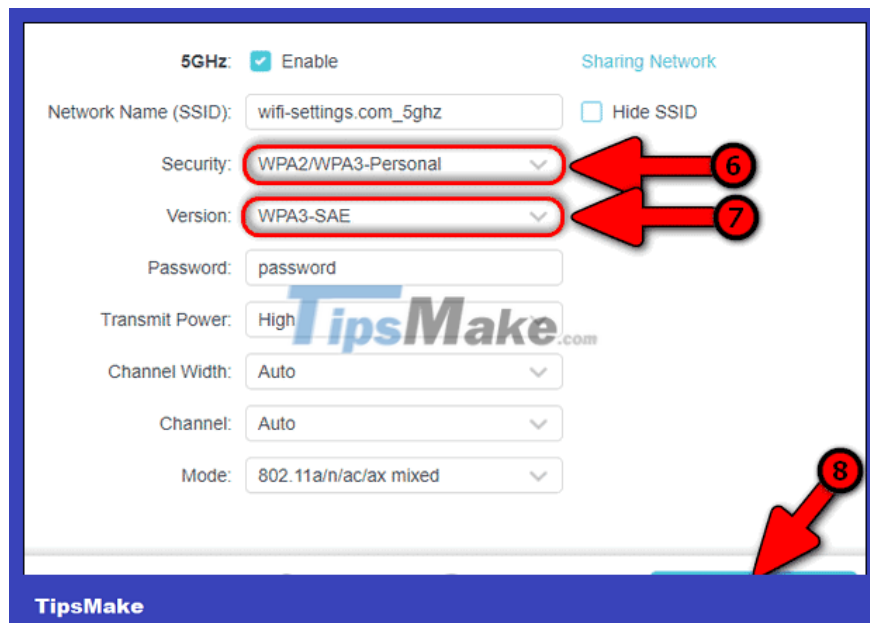 5GHz: Enable Sharing Network
Network Name (SSID): wifi-settings.com_5ghz Hide SSID
Security: WPA2/WPA3-Personal 6
Version: WPA3-SAE 7
Password: password
TipsMake.com
Transmit Power: High
Channel Width: Auto
Channel: Auto
Mode: 802.11a/n/ac/ax mixed
8
TipsMake